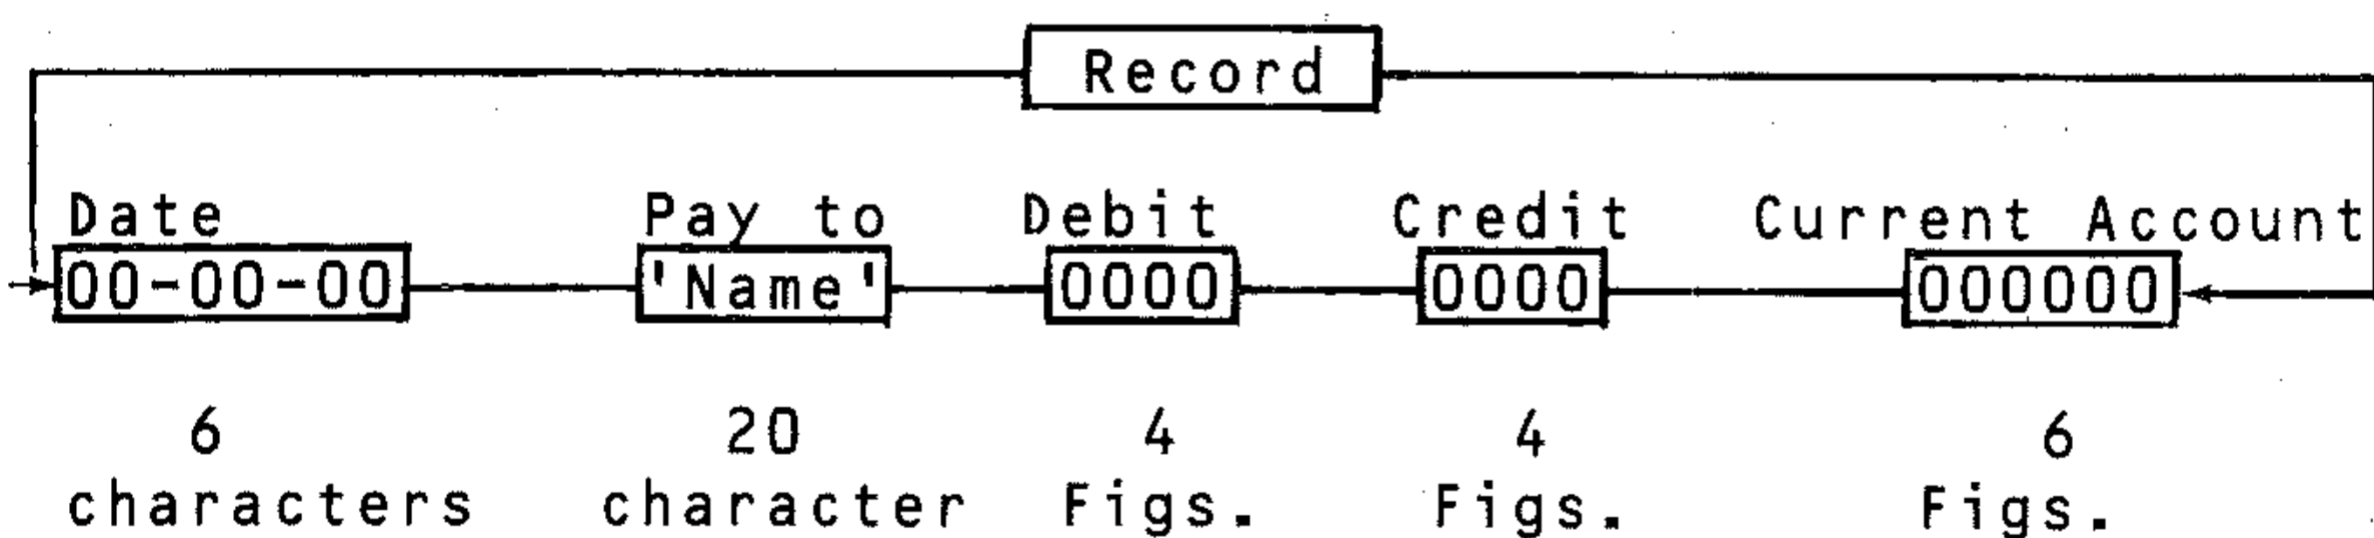 Record
Date Pay to Debit Credit Current Account
00-00-00 'Name' 0000 0000 000000
6 20 4 4 6
characters character Figs. Figs. Figs.